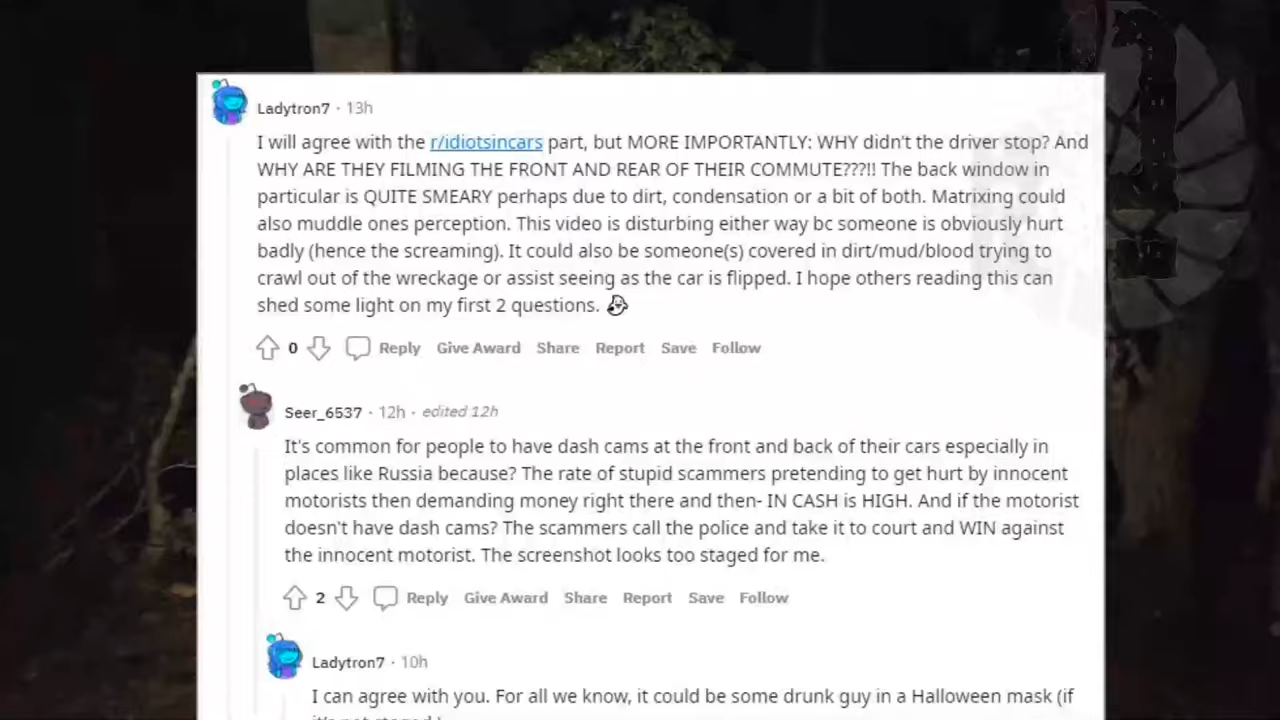 Ladytron7 · 13h
I will agree with the r/idiotsincars part, but MORE IMPORTANTLY: WHY didn't the driver stop? And
WHY ARE THEY FILMING THE FRONT AND REAR OF THEIR COMMUTE???!! The back window in
particular is QUITE SMEARY perhaps due to dirt, condensation or a bit of both. Matrixing could
also muddle ones perception. This video is disturbing either way bc someone is obviously hurt
badly (hence the screaming). It could also be someone(s) covered in dirt/mud/blood trying to
crawl out of the wreckage or assist seeing as the car is flipped. I hope others reading this can
shed some light on my first 2 questions.
0 Reply Give Award Share Report Save Follow
Seer_6537 · 12h · edited 12h
It's common for people to have dash cams at the front and back of their cars especially in
places like Russia because? The rate of stupid scammers pretending to get hurt by innocent
motorists then demanding money right there and then- IN CASH is HIGH. And if the motorist
doesn't have dash cams? The scammers call the police and take it to court and WIN against
the innocent motorist. The screenshot looks too staged for me.
2 Reply Give Award Share Report Save Follow
Ladytron7 · 10h
I can agree with you. For all we know, it could be some drunk guy in a Halloween mask (if